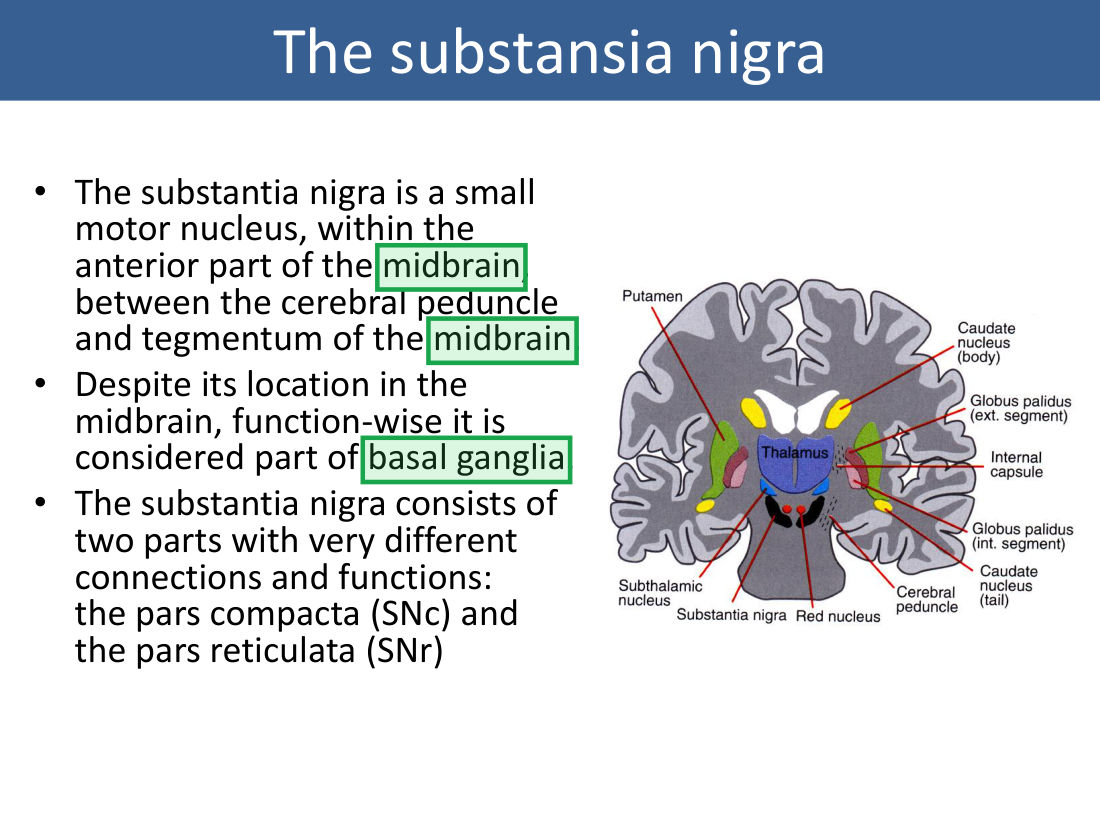 The substansia nigra
• The substantia nigra is a small
motor nucleus, within the
anterior part of the midbrain,
between the cerebral peduncle
and tegmentum of the midbrain.
• Despite its location in the
midbrain, function-wise it is
considered part of basal ganglia.
• The substantia nigra consists of
two parts with very different
connections and functions:
the pars compacta (SNc) and
the pars reticulata (SNr)
Putamen
Caudate
nucleus
(body)
Globus palidus
(ext. segment)
Thalamus
Internal
capsule
Globus palidus
(int. segment)
Caudate
nucleus
(tail)
Cerebral
peduncle
Subthalamic
nucleus
Substantia nigra
Red nucleus